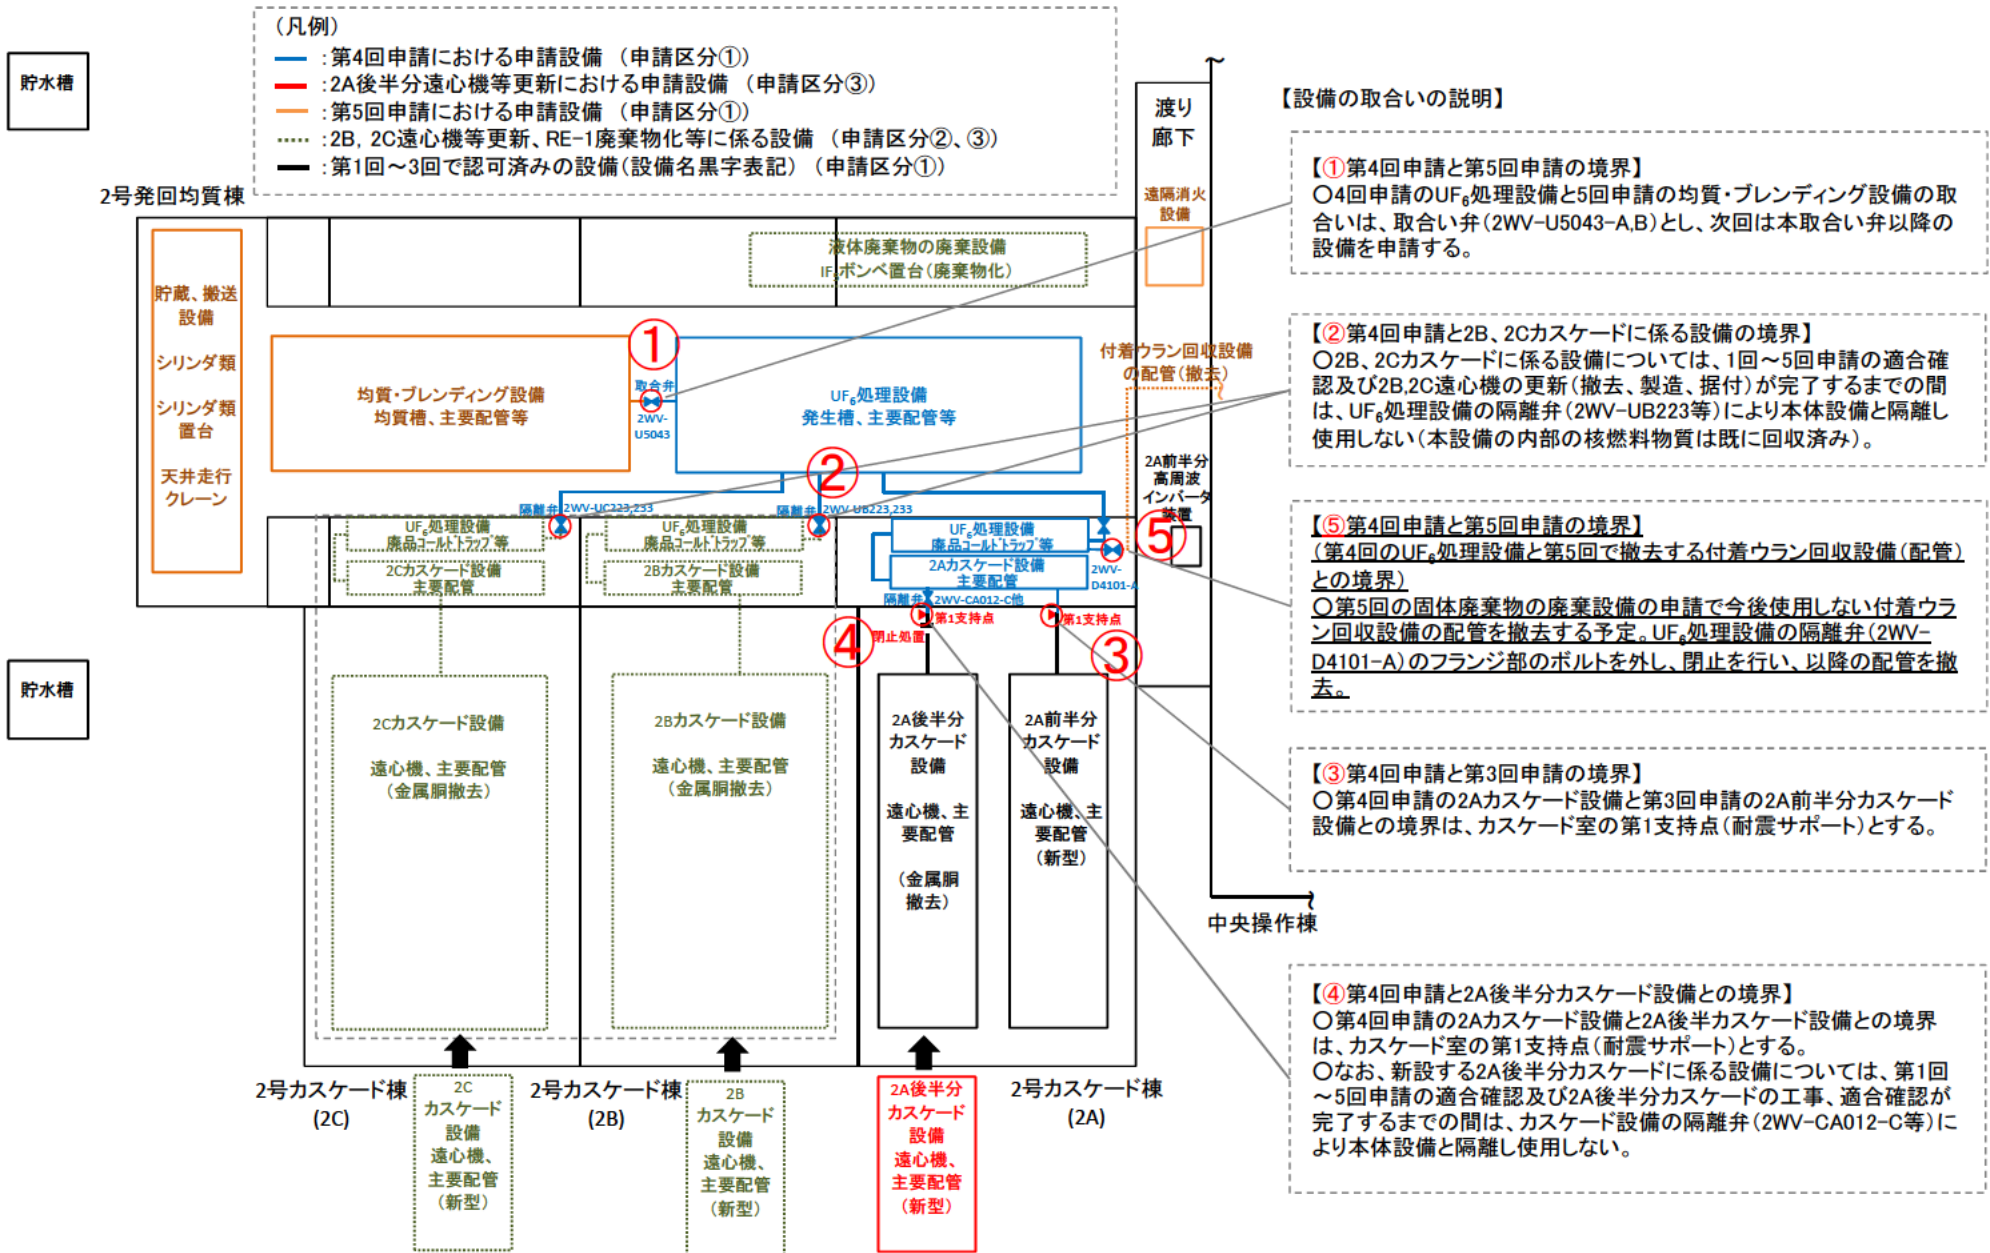 (凡例)
:第4回申請における申請設備 (申請区分①)
:2A後半分遠心機等更新における申請設備 (申請区分③)
:第5回申請における申請設備 (申請区分①)
:2B, 2C遠心機等更新、RE-1廃棄物化等に係る設備 (申請区分②、③)
:第1回～3回で認可済みの設備(設備名黒字表記) (申請区分①)
貯水槽
2号発回均質棟
貯蔵、搬送
設備
シリンダ類
シリンダ類
置台
天井走行
クレーン
液体廃棄物の廃棄設備
IF₇ボンベ置台(廃棄物化)
渡り
廊下
遠隔消火
設備
均質・ブレンディング設備
均質槽、主要配管等
①
取合弁
2WV-
U5043
UF₆処理設備
発生槽、主要配管等
付着ウラン回収設備
の配管(撤去)
②
2A前半分
高周波
インバータ
装置
⑤
隔離弁 2WV-UC223,233
隔離弁 2WV-UB223,233
UF₆処理設備
廃品コールドトラップ等
2Cカスケード設備
主要配管
UF₆処理設備
廃品コールドトラップ等
2Bカスケード設備
主要配管
UF₆処理設備
廃品コールドトラップ等
2Aカスケード設備
主要配管
2WV-
D4101-A
隔離弁 2WV-CA012-C他
第1支持点
第1支持点
閉止処置
④
③
貯水槽
2Cカスケード設備
遠心機、主要配管
(金属胴撤去)
2Bカスケード設備
遠心機、主要配管
(金属胴撤去)
2A後半分
カスケード
設備
遠心機、主
要配管
(金属胴
撤去)
2A前半分
カスケード
設備
遠心機、主
要配管
(新型)
中央操作棟
2号カスケード棟
(2C)
2C
カスケード
設備
遠心機、
主要配管
(新型)
2号カスケード棟
(2B)
2B
カスケード
設備
遠心機、
主要配管
(新型)
2A後半分
カスケード
設備
遠心機、
主要配管
(新型)
2号カスケード棟
(2A)
【設備の取合いの説明】
【①第4回申請と第5回申請の境界】
○4回申請のUF₆処理設備と5回申請の均質・ブレンディング設備の取
合いは、取合い弁(2WV-U5043-A,B)とし、次回は本取合い弁以降の
設備を申請する。
【②第4回申請と2B、2Cカスケードに係る設備の境界】
○2B、2Cカスケードに係る設備については、1回～5回申請の適合確
認及び2B,2C遠心機の更新(撤去、製造、据付)が完了するまでの間
は、UF₆処理設備の隔離弁(2WV-UB223等)により本体設備と隔離し
使用しない(本設備の内部の核燃料物質は既に回収済み)。
【⑤第4回申請と第5回申請の境界】
(第4回のUF₆処理設備と第5回で撤去する付着ウラン回収設備(配管)
との境界)
○第5回の固体廃棄物の廃棄設備の申請で今後使用しない付着ウラ
ン回収設備の配管を撤去する予定。UF₆処理設備の隔離弁(2WV-
D4101-A)のフランジ部のボルトを外し、閉止を行い、以降の配管を撤
去。
【③第4回申請と第3回申請の境界】
○第4回申請の2Aカスケード設備と第3回申請の2A前半分カスケード
設備との境界は、カスケード室の第1支持点(耐震サポート)とする。
【④第4回申請と2A後半分カスケード設備との境界】
○第4回申請の2Aカスケード設備と2A後半カスケード設備との境界
は、カスケード室の第1支持点(耐震サポート)とする。
○なお、新設する2A後半分カスケードに係る設備については、第1回
～5回申請の適合確認及び2A後半分カスケードの工事、適合確認が
完了するまでの間は、カスケード設備の隔離弁(2WV-CA012-C等)に
より本体設備と隔離し使用しない。